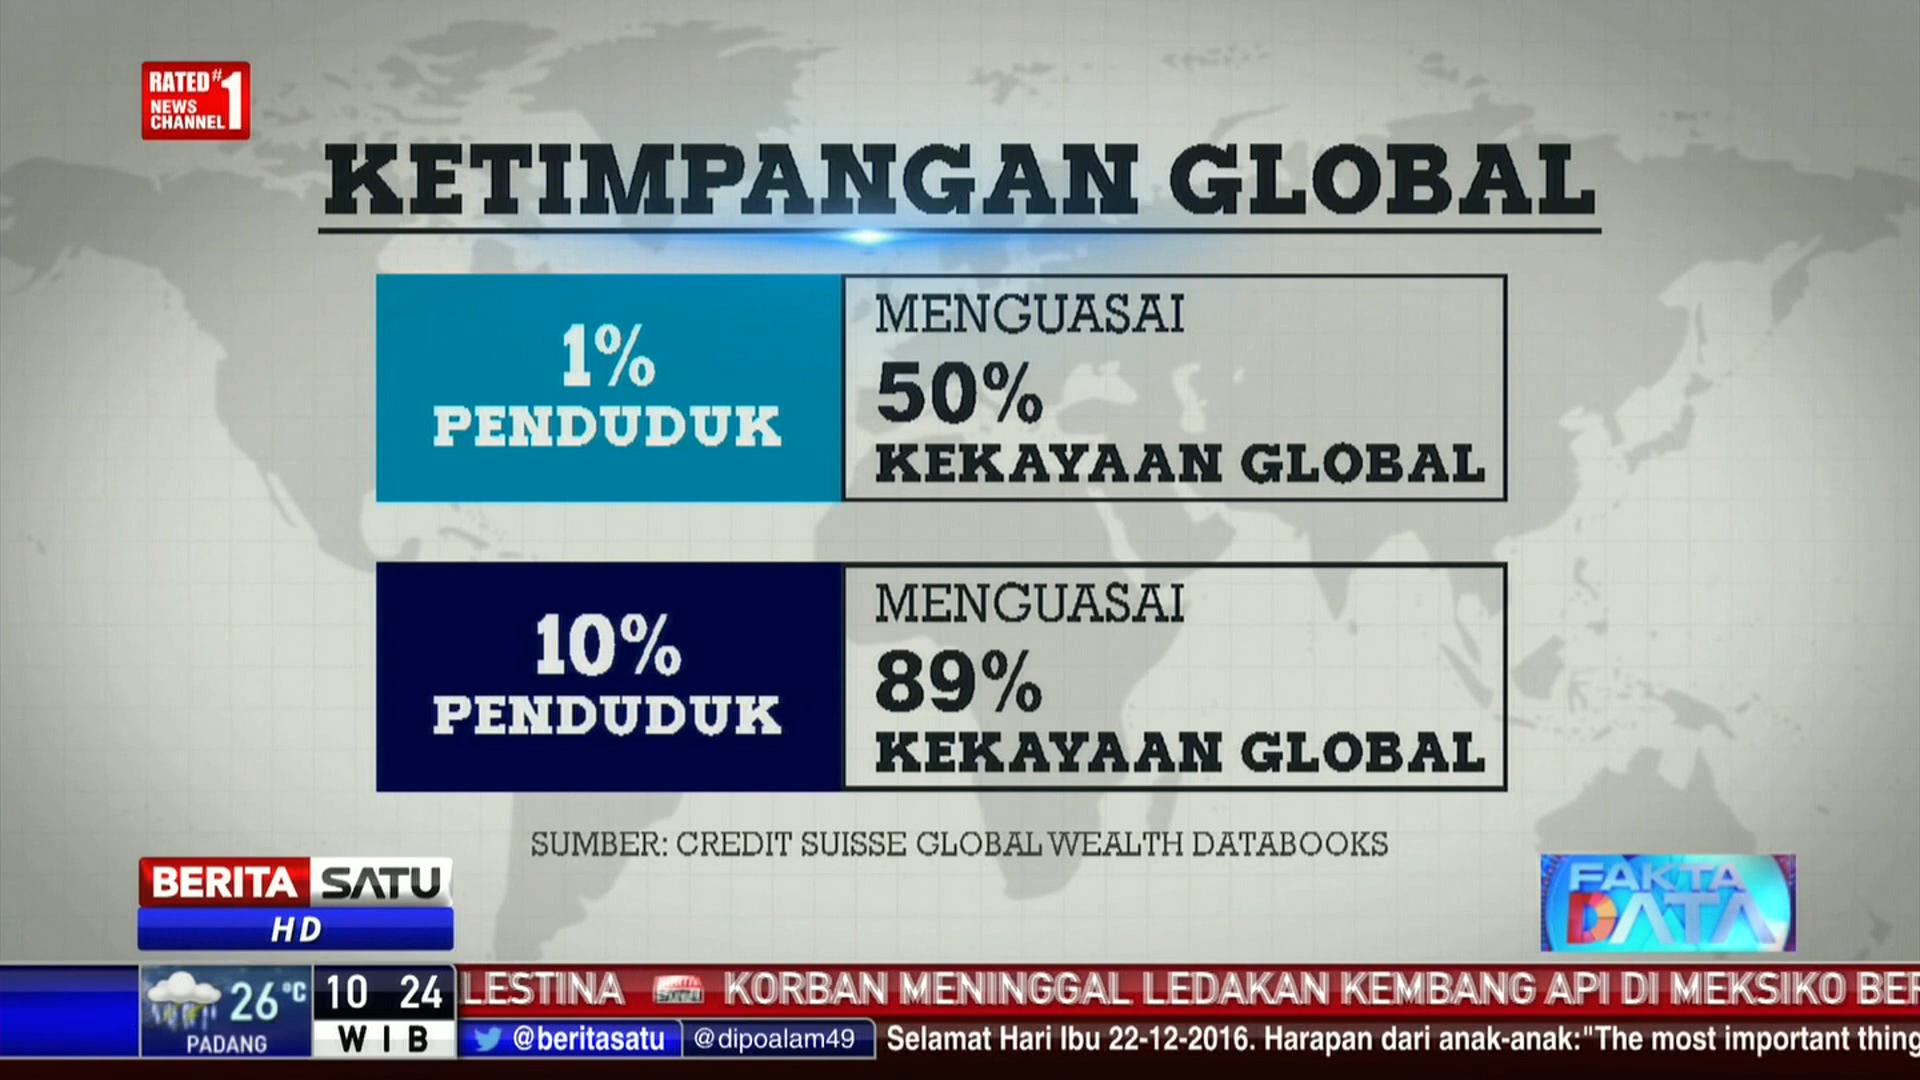 RATED #1
NEWS
CHANNEL
KETIMPANGAN GLOBAL
1%
PENDUDUK
MENGUASAI
50%
KEKAYAAN GLOBAL
10%
PENDUDUK
MENGUASAI
89%
KEKAYAAN GLOBAL
SUMBER: CREDIT SUISSE GLOBAL WEALTH DATABOOKS
BERITA SATU
HD
FAKTA
DATA
26°C
PADANG
10 24
WIB
LESTINA KORBAN MENINGGAL LEDAKAN KEMBANG API DI MEKSIKO BER
@beritasatu @dipoalam49 Selamat Hari Ibu 22-12-2016. Harapan dari anak-anak:"The most important thing